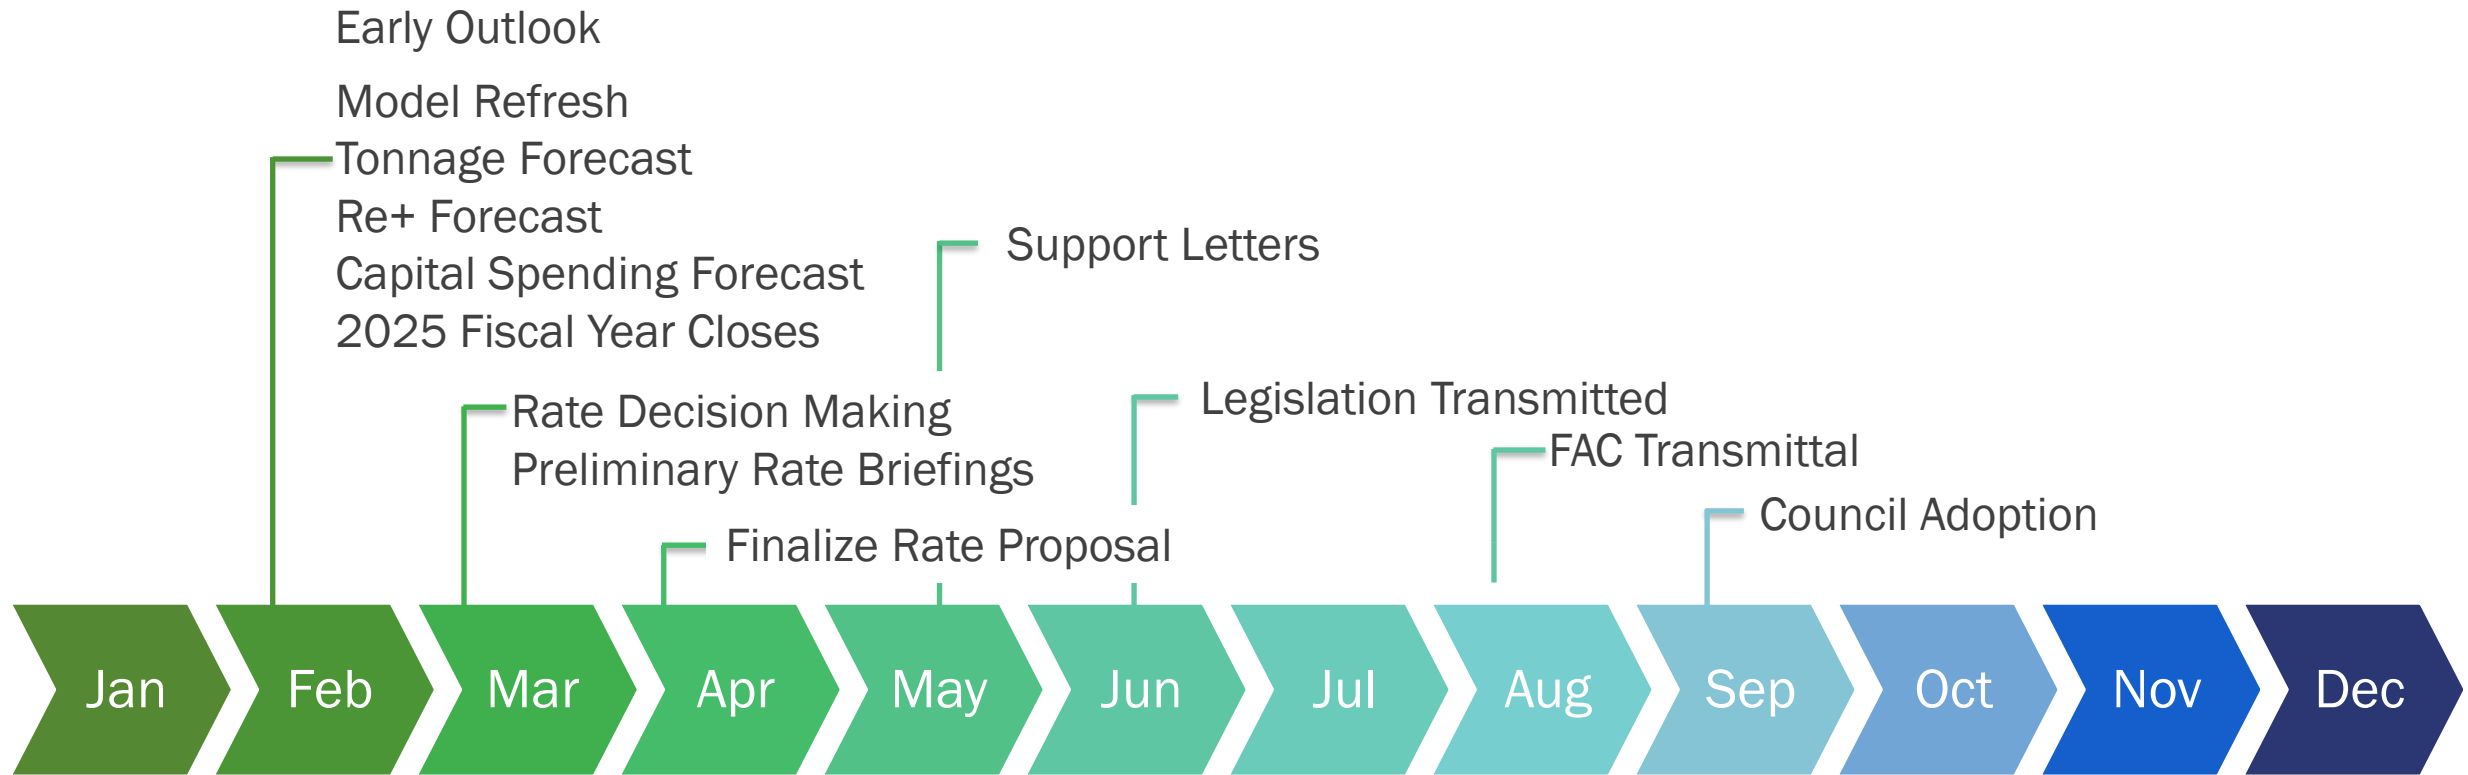 Early Outlook
Model Refresh
Tonnage Forecast
Re+ Forecast
Capital Spending Forecast
2025 Fiscal Year Closes
Support Letters
Rate Decision Making
Preliminary Rate Briefings
Legislation Transmitted
FAC Transmittal
Council Adoption
Finalize Rate Proposal
Jan
Feb
Mar
Apr
May
Jun
Jul
Aug
Sep
Oct
Nov
Dec